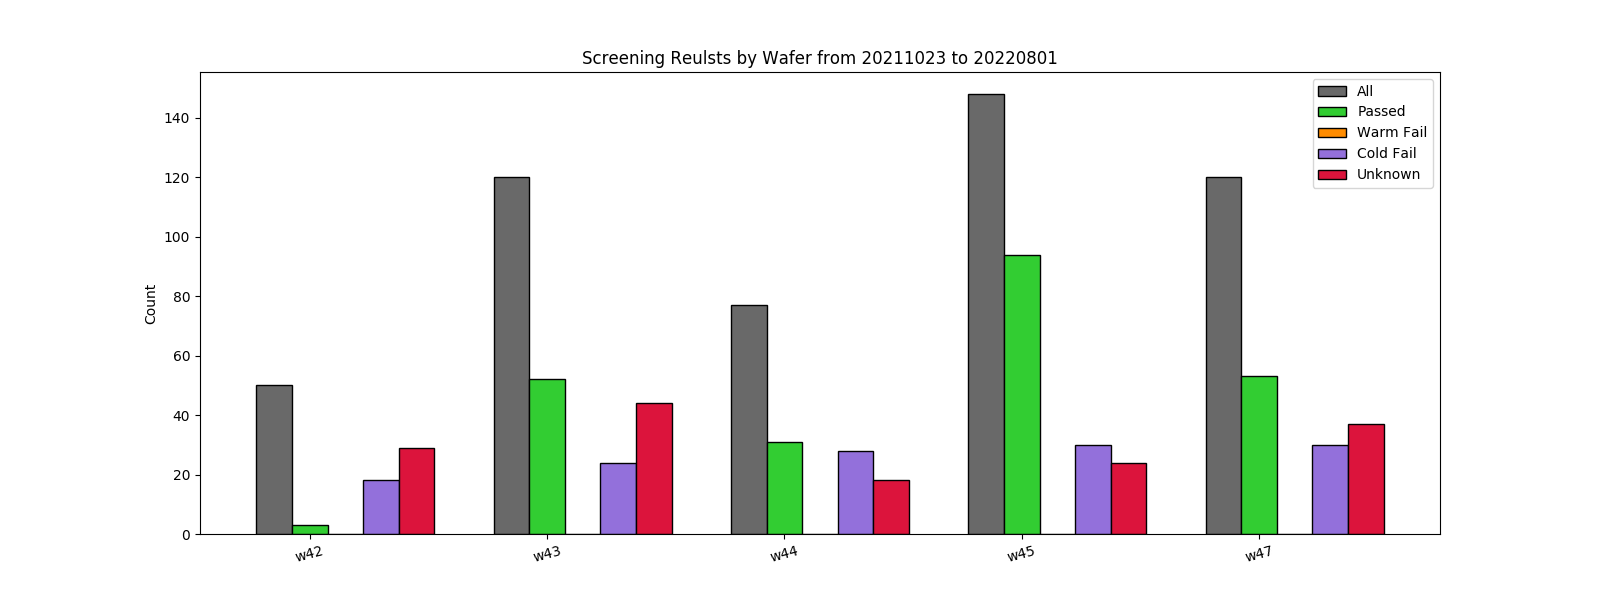 Screening Reulsts by Wafer from 20211023 to 20220801
All
Passed
Warm Fail
Cold Fail
Unknown
Count
140
120
100
80
60
40
20
0
w42
w43
w44
w45
w47